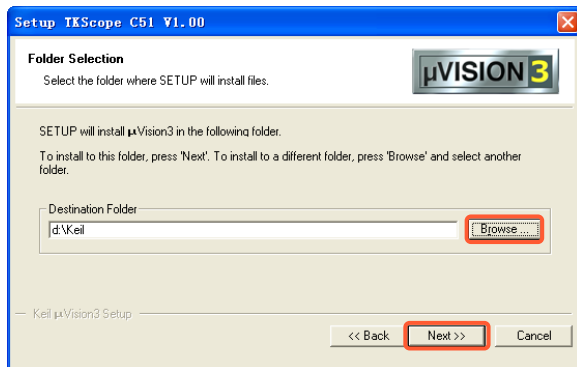 Setup TKScope C51 V1.00
Folder Selection
Select the folder where SETUP will install files.
µVISION 3
SETUP will install µVision3 in the following folder.
To install to this folder, press 'Next'. To install to a different folder, press 'Browse' and select another
folder.
Destination Folder
d:\Keil
Browse ...
Keil µVision3 Setup
<< Back
Next >>
Cancel